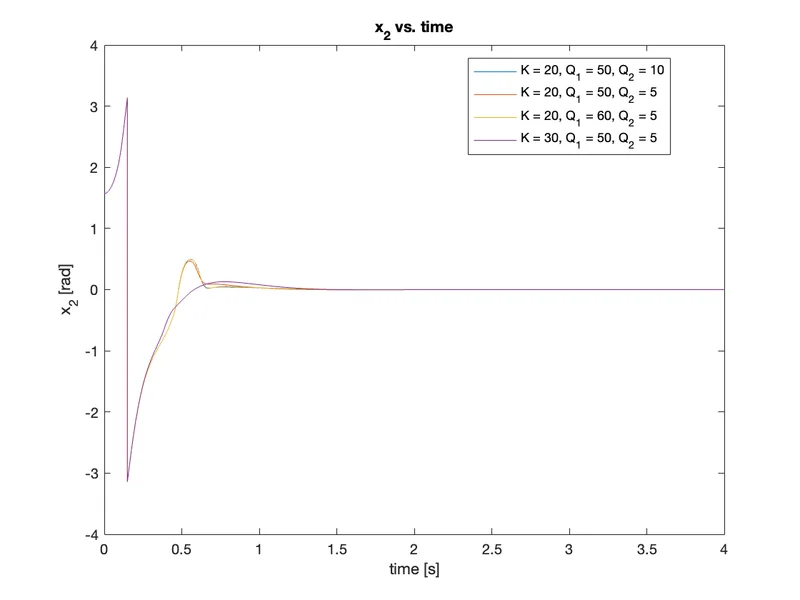 x2 vs. time
K = 20, Q1 = 50, Q2 = 10
K = 20, Q1 = 50, Q2 = 5
K = 20, Q1 = 60, Q2 = 5
K = 30, Q1 = 50, Q2 = 5
4
3
2
1
0
-1
-2
-3
-4
x2 [rad]
0 0.5 1 1.5 2 2.5 3 3.5 4
time [s]